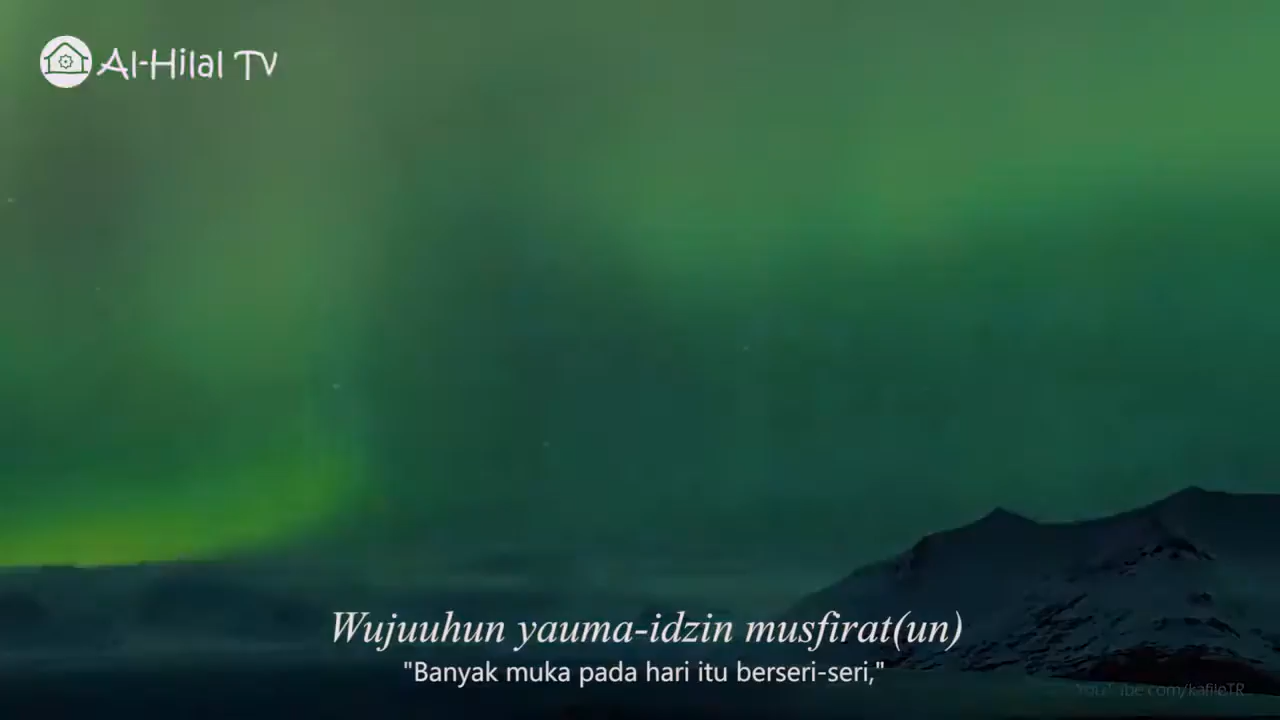 Al-Hilal Tv
Wujuuhun yauma-idzin musfirat(un)
"Banyak muka pada hari itu berseri-seri,"